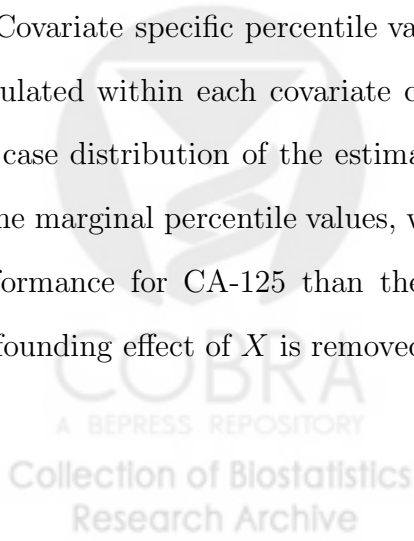 Covariate specific percentile va
ulated within each covariate c
case distribution of the estima
ne marginal percentile values, v
formance for CA-125 than the
founding effect of X is removed
COBRA
A BEPRESS REPOSITORY
Collection of Biostatistics
Research Archive